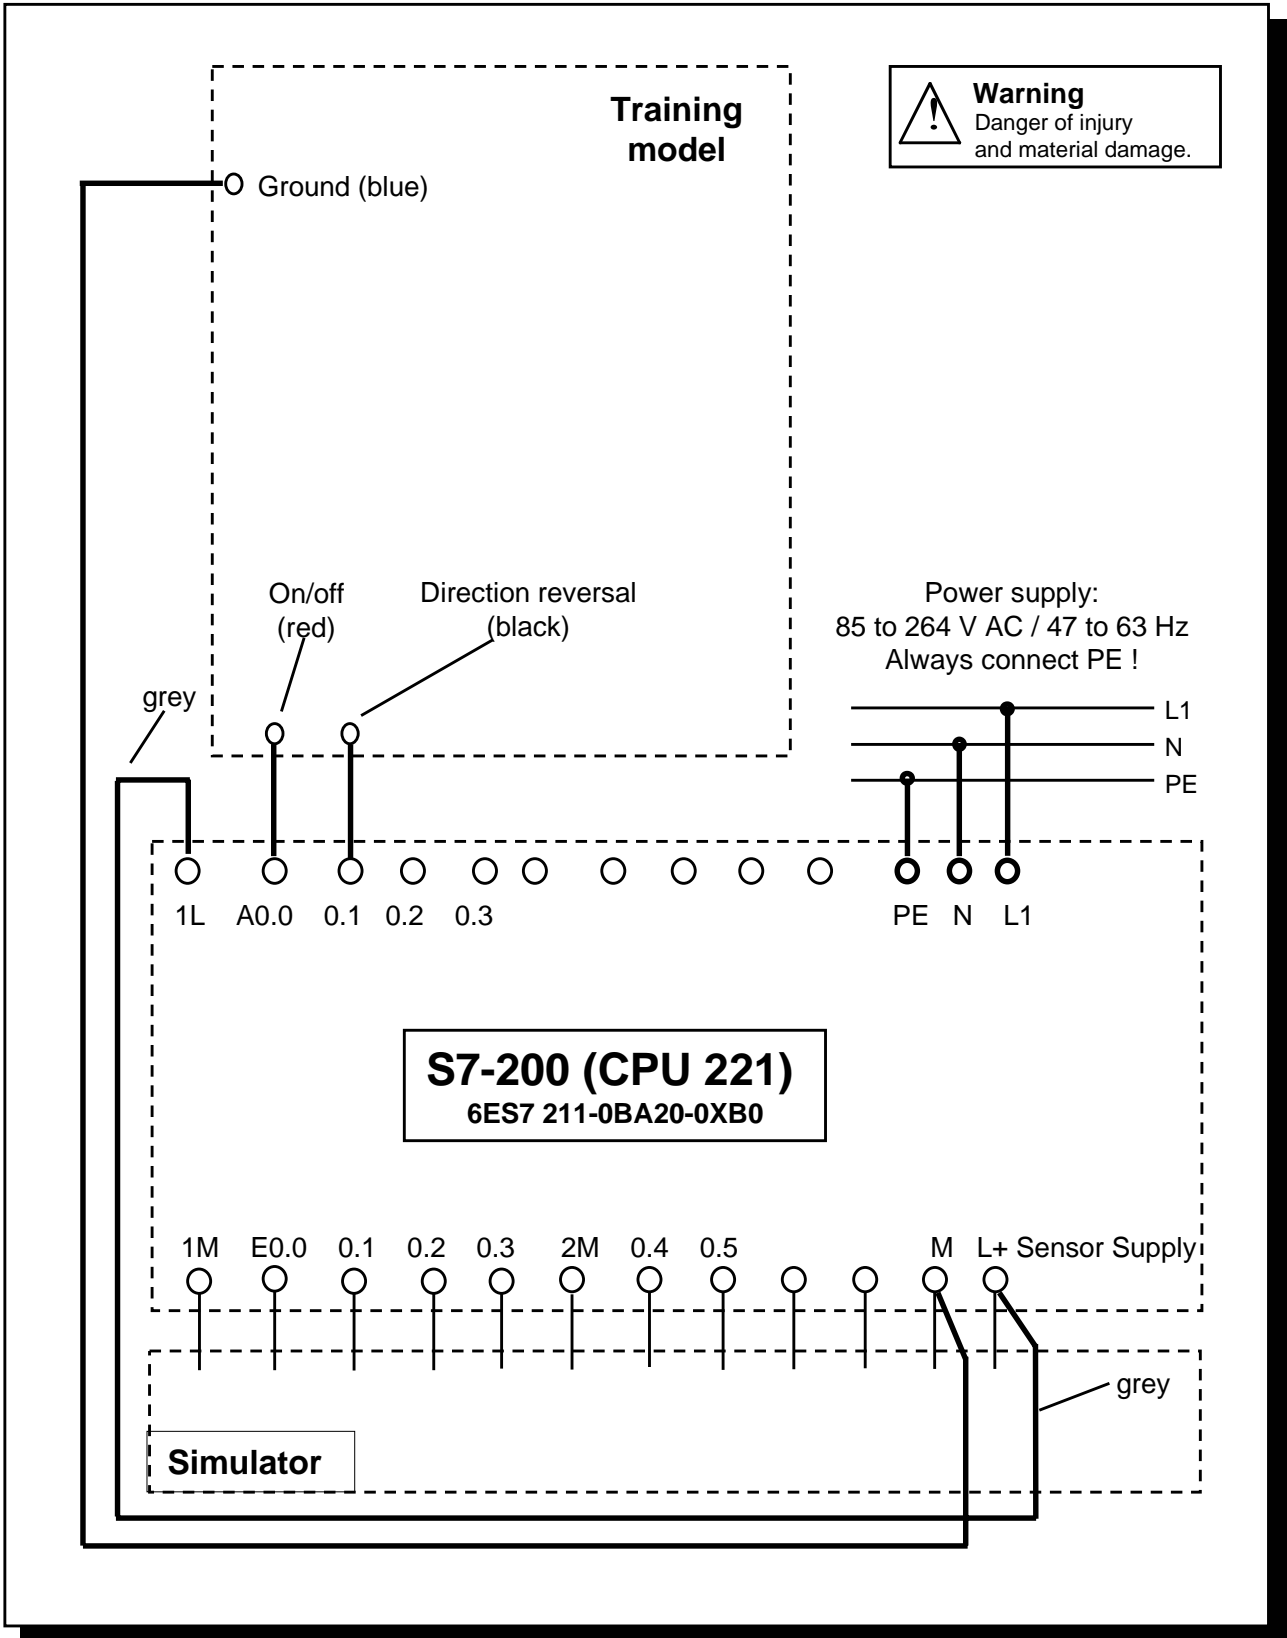 Training
model
Warning
Danger of injury
and material damage.
!
Ground (blue)
On/off
(red)
Direction reversal
(black)
Power supply:
85 to 264 V AC / 47 to 63 Hz
Always connect PE !
grey
L1
N
PE
1L A0.0 0.1 0.2 0.3 PE N L1
S7-200 (CPU 221)
6ES7 211-0BA20-0XB0
1M E0.0 0.1 0.2 0.3 2M 0.4 0.5 M L+ Sensor Supply
grey
Simulator